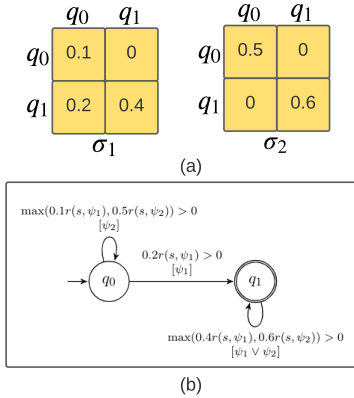 q₀ q₁
q₀ 0.1 0
q₁ 0.2 0.4
σ₁
q₀ q₁
q₀ 0.5 0
q₁ 0 0.6
σ₂
(a)
max(0.1r(s, ψ₁), 0.5r(s, ψ₂)) > 0
[ψ₂]
0.2r(s, ψ₁) > 0
[ψ₁]
q₀
q₁
max(0.4r(s, ψ₁), 0.6r(s, ψ₂)) > 0
[ψ₁ ∨ ψ₂]
(b)